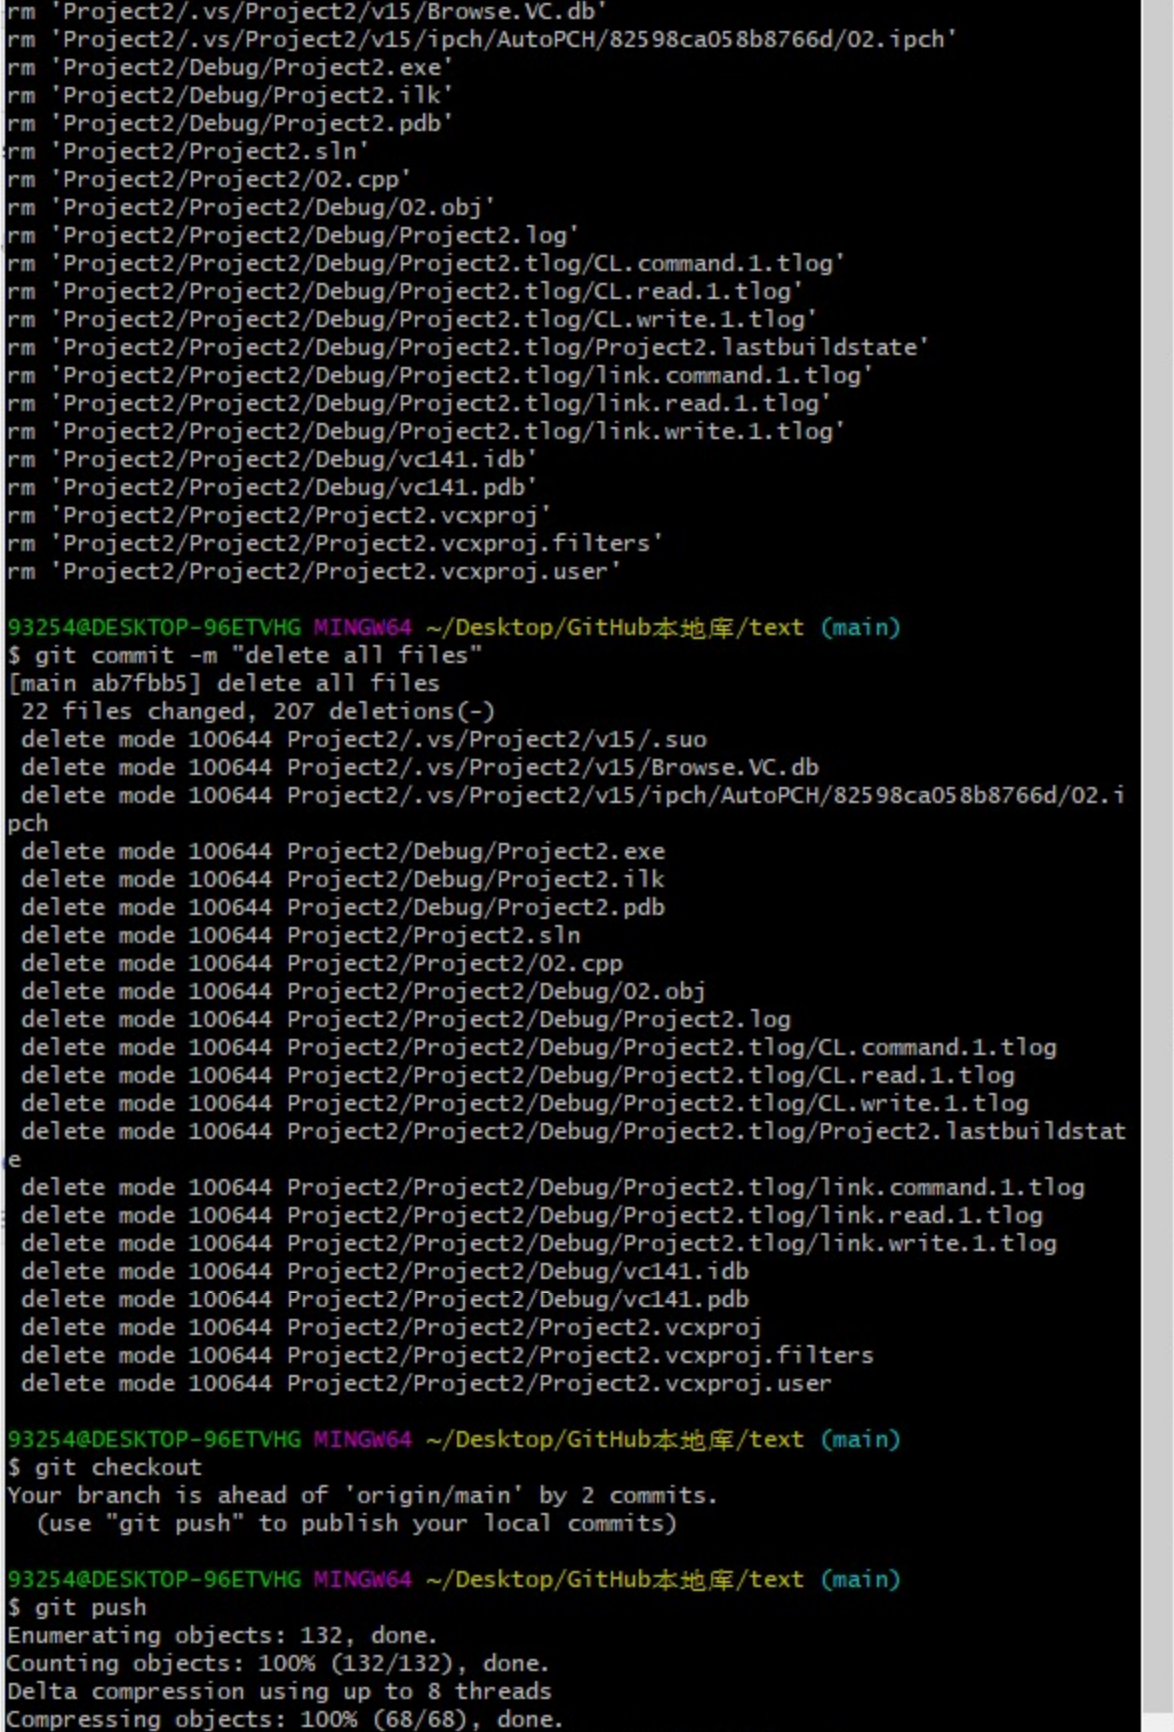 rm 'Project2/.vs/Project2/v15/Browse.VC.db'
rm 'Project2/.vs/Project2/v15/ipch/AutoPCH/82598ca058b8766d/02.ipch'
rm 'Project2/Debug/Project2.exe'
rm 'Project2/Debug/Project2.ilk'
rm 'Project2/Debug/Project2.pdb'
rm 'Project2/Project2.sln'
rm 'Project2/Project2/02.cpp'
rm 'Project2/Project2/Debug/02.obj'
rm 'Project2/Project2/Debug/Project2.log'
rm 'Project2/Project2/Debug/Project2.tlog/CL.command.1.tlog'
rm 'Project2/Project2/Debug/Project2.tlog/CL.read.1.tlog'
rm 'Project2/Project2/Debug/Project2.tlog/CL.write.1.tlog'
rm 'Project2/Project2/Debug/Project2.tlog/Project2.lastbuildstate'
rm 'Project2/Project2/Debug/Project2.tlog/link.command.1.tlog'
rm 'Project2/Project2/Debug/Project2.tlog/link.read.1.tlog'
rm 'Project2/Project2/Debug/Project2.tlog/link.write.1.tlog'
rm 'Project2/Project2/Debug/vc141.idb'
rm 'Project2/Project2/Debug/vc141.pdb'
rm 'Project2/Project2/Project2.vcxproj'
rm 'Project2/Project2/Project2.vcxproj.filters'
rm 'Project2/Project2/Project2.vcxproj.user'
93254@DESKTOP-96ETVHG MINGW64 ~/Desktop/GitHub本地库/text (main)
$ git commit -m "delete all files"
[main ab7fbb5] delete all files
 22 files changed, 207 deletions(-)
 delete mode 100644 Project2/.vs/Project2/v15/.suo
 delete mode 100644 Project2/.vs/Project2/v15/Browse.VC.db
 delete mode 100644 Project2/.vs/Project2/v15/ipch/AutoPCH/82598ca058b8766d/02.i
pch
 delete mode 100644 Project2/Debug/Project2.exe
 delete mode 100644 Project2/Debug/Project2.ilk
 delete mode 100644 Project2/Debug/Project2.pdb
 delete mode 100644 Project2/Project2.sln
 delete mode 100644 Project2/Project2/02.cpp
 delete mode 100644 Project2/Project2/Debug/02.obj
 delete mode 100644 Project2/Project2/Debug/Project2.log
 delete mode 100644 Project2/Project2/Debug/Project2.tlog/CL.command.1.tlog
 delete mode 100644 Project2/Project2/Debug/Project2.tlog/CL.read.1.tlog
 delete mode 100644 Project2/Project2/Debug/Project2.tlog/CL.write.1.tlog
 delete mode 100644 Project2/Project2/Debug/Project2.tlog/Project2.lastbuildstat
e
 delete mode 100644 Project2/Project2/Debug/Project2.tlog/link.command.1.tlog
 delete mode 100644 Project2/Project2/Debug/Project2.tlog/link.read.1.tlog
 delete mode 100644 Project2/Project2/Debug/Project2.tlog/link.write.1.tlog
 delete mode 100644 Project2/Project2/Debug/vc141.idb
 delete mode 100644 Project2/Project2/Debug/vc141.pdb
 delete mode 100644 Project2/Project2/Project2.vcxproj
 delete mode 100644 Project2/Project2/Project2.vcxproj.filters
 delete mode 100644 Project2/Project2/Project2.vcxproj.user
93254@DESKTOP-96ETVHG MINGW64 ~/Desktop/GitHub本地库/text (main)
$ git checkout
Your branch is ahead of 'origin/main' by 2 commits.
  (use "git push" to publish your local commits)
93254@DESKTOP-96ETVHG MINGW64 ~/Desktop/GitHub本地库/text (main)
$ git push
Enumerating objects: 132, done.
Counting objects: 100% (132/132), done.
Delta compression using up to 8 threads
Compressing objects: 100% (68/68), done.